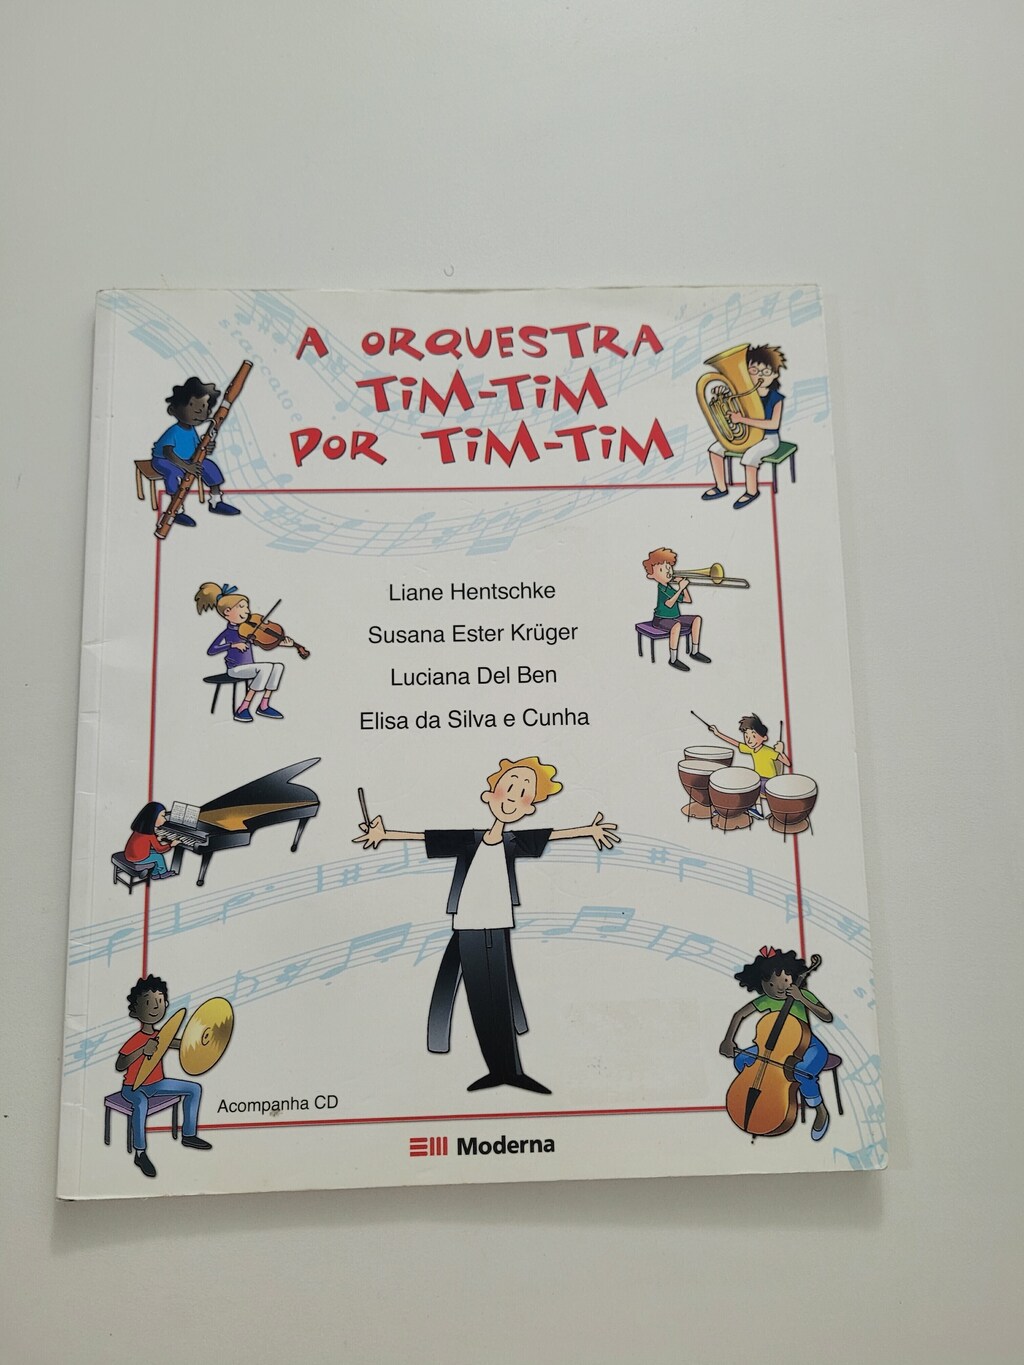 A ORQUESTRA
TiM-TiM
POR TiM-TiM
staccato
Liane Hentschke
Susana Ester Krüger
Luciana Del Ben
Elisa da Silva e Cunha
Acompanha CD
Moderna